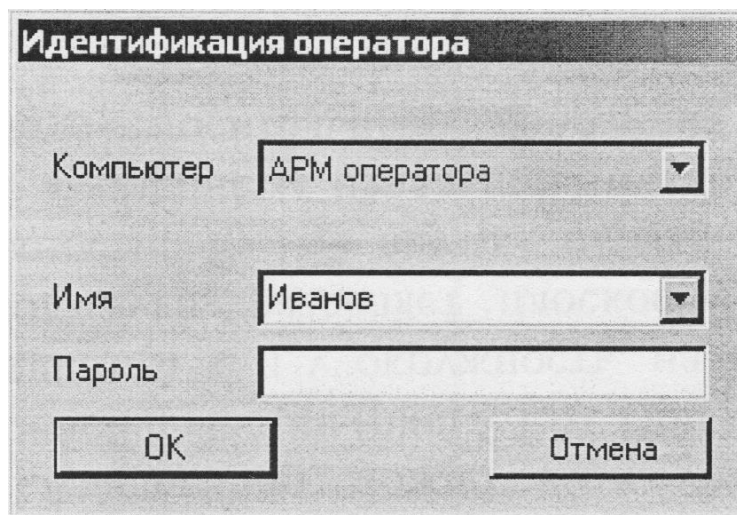 Идентификация оператора
Компьютер АРМ оператора
Имя Иванов
Пароль
OK Отмена